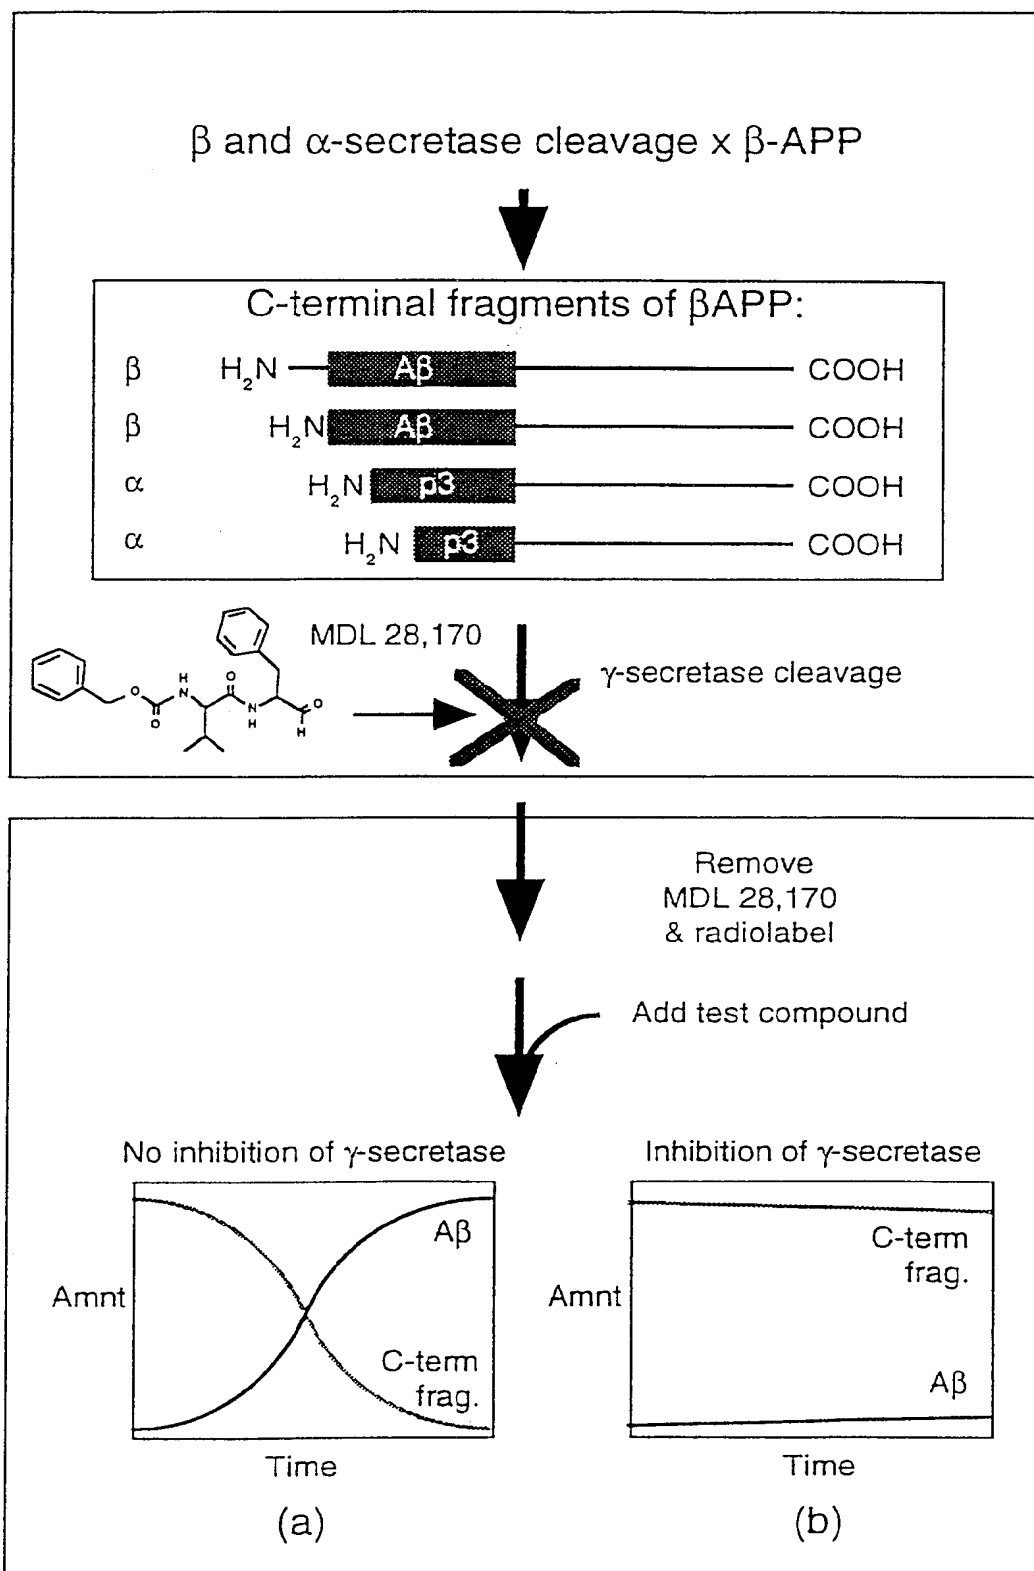 β and α-secretase cleavage x β-APP
C-terminal fragments of βAPP:
β H₂N Aβ COOH
β H₂N Aβ COOH
α H₂N p3 COOH
α H₂N p3 COOH
MDL 28,170
γ-secretase cleavage
H
N
O
O
O
N
H
O
H
Remove
MDL 28,170
& radiolabel
Add test compound
No inhibition of γ-secretase
Aβ
Amnt
C-term
frag.
Time
(a)
Inhibition of γ-secretase
C-term
frag.
Amnt
Aβ
Time
(b)